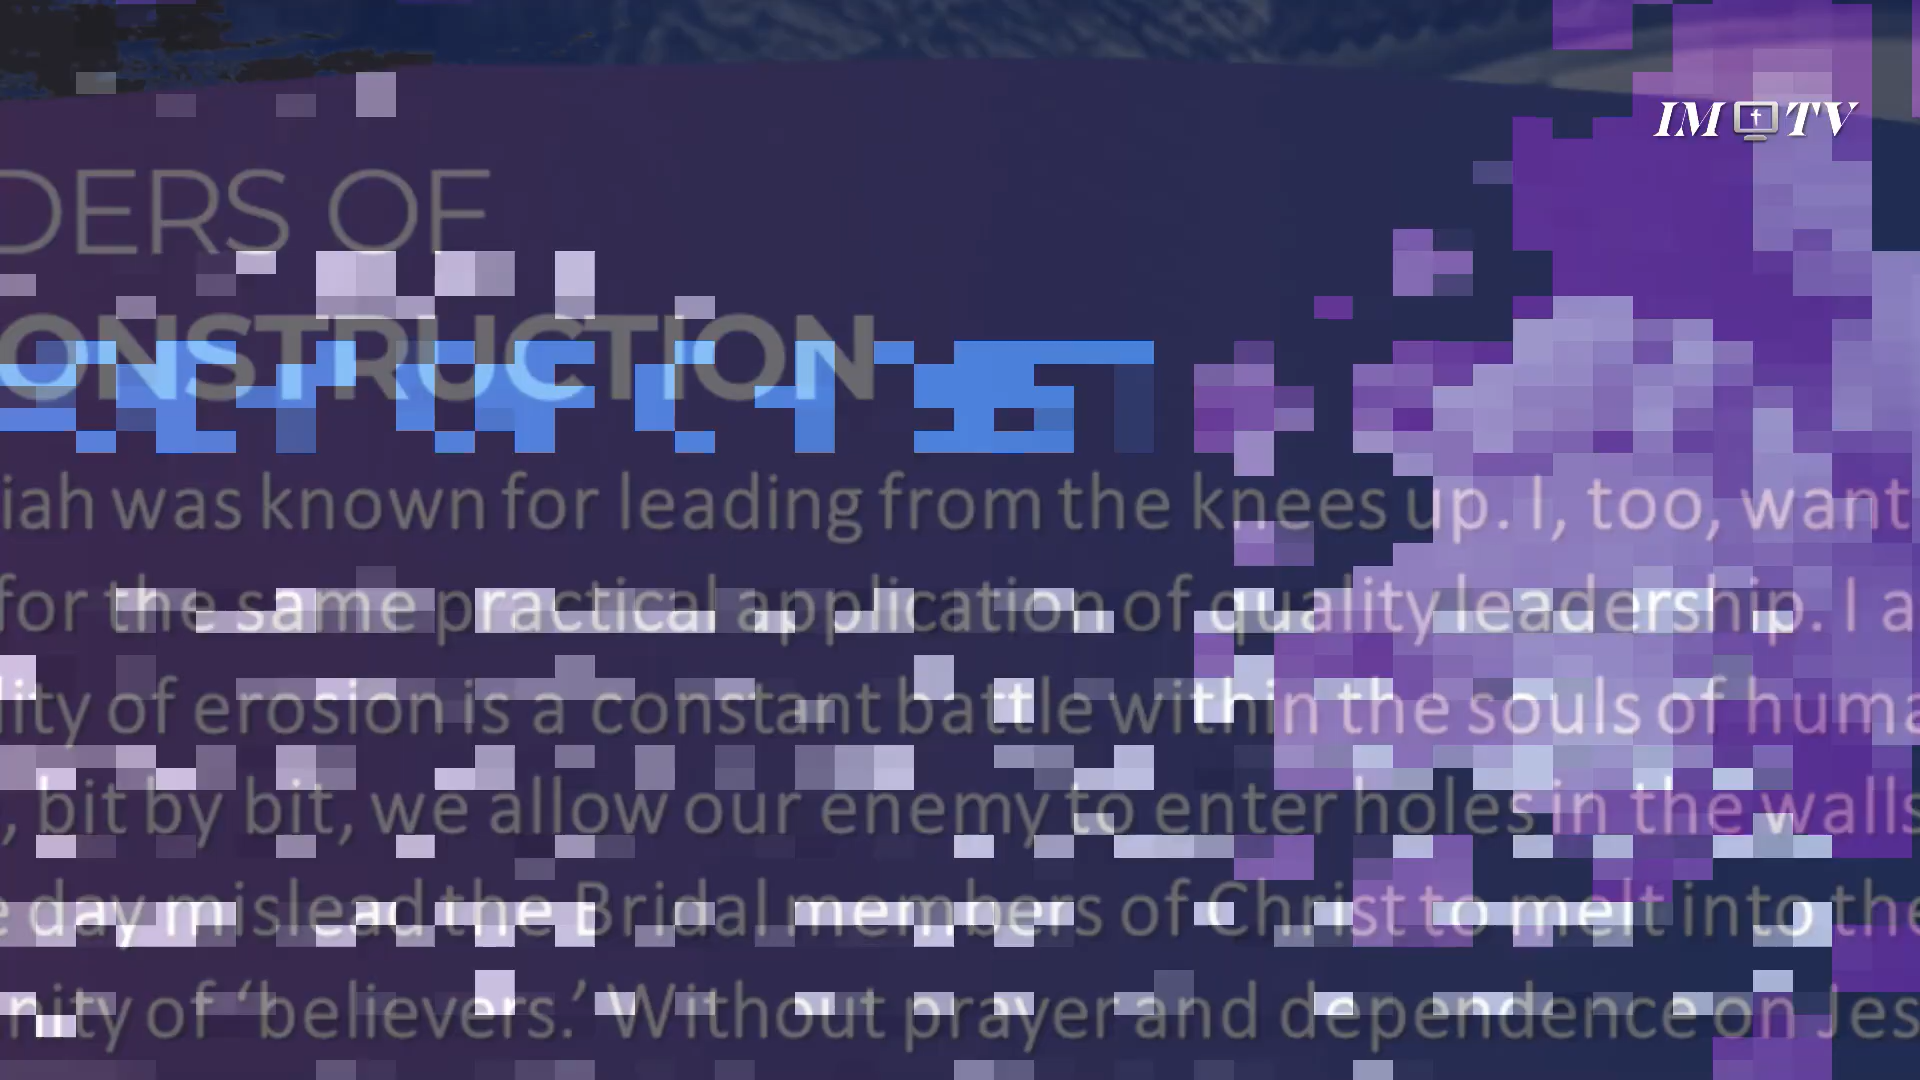 IM TV
DERS OF
ONSTRUCTION
iah was known for leading from the knees up. I, too, want
for the same practical application of quality leadership. I a
lity of erosion is a constant battle within the souls of huma
, bit by bit, we allow our enemy to enter holes in the walls
e day mislead the Bridal members of Christ to melt into the
nity of ‘believers.’ Without prayer and dependence on Jes